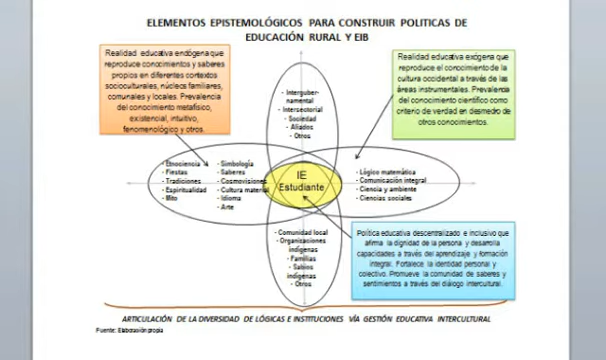 ELEMENTOS EPISTEMOLÓGICOS PARA CONSTRUIR POLITICAS DE
EDUCACIÓN RURAL Y EIB
Realidad educativa endógena que
reproduce conocimientos y saberes
propios en diferentes contextos
socioculturales, núcleos familiares,
comunales y locales. Prevalencia
del conocimiento metafísico,
existencial, intuitivo,
fenomenológico y otros.
Realidad educativa exógena que
reproduce el conocimiento de la
cultura occidental a través de las
áreas instrumentales. Prevalencia
del conocimiento científico como
criterio de verdad en desmedro de
otros conocimientos.
- Interguber-
namental
- Intersectorial
- Sociedad
- Aliados
- Otros
- Etnociencia
- Fiestas
- Tradiciones
- Espiritualidad
- Mito
- Simbología
- Saberes
- Cosmovisiones
- Cultura material
- Idioma
- Arte
IE
Estudiante
- Lógico matemática
- Comunicación integral
- Ciencia y ambiente
- Ciencias sociales
- Comunidad local
- Organizaciones
indígenas
- Familias
- Sabios
indígenas
- Otros
Política educativa descentralizado e inclusivo que
afirma la dignidad de la persona y desarrolla
capacidades a través del aprendizaje y formación
integral. Fortalece la identidad personal y
colectivo. Promueve la comunidad de saberes y
sentimientos a través del diálogo intercultural.
ARTICULACIÓN DE LA DIVERSIDAD DE LÓGICAS E INSTITUCIONES VÍA GESTIÓN EDUCATIVA INTERCULTURAL
Fuente: Elaboración propia